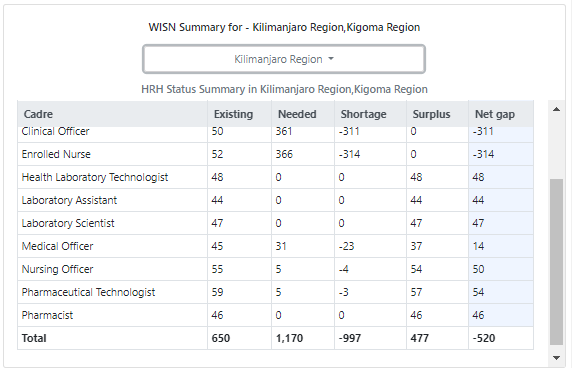 WISN Summary for - Kilimanjaro Region,Kigoma Region
Kilimanjaro Region
HRH Status Summary in Kilimanjaro Region,Kigoma Region
Cadre Existing Needed Shortage Surplus Net gap
Clinical Officer 50 361 -311 0 -311
Enrolled Nurse 52 366 -314 0 -314
Health Laboratory Technologist 48 0 0 48 48
Laboratory Assistant 44 0 0 44 44
Laboratory Scientist 47 0 0 47 47
Medical Officer 45 31 -23 37 14
Nursing Officer 55 5 -4 54 50
Pharmaceutical Technologist 59 5 -3 57 54
Pharmacist 46 0 0 46 46
Total 650 1,170 -997 477 -520